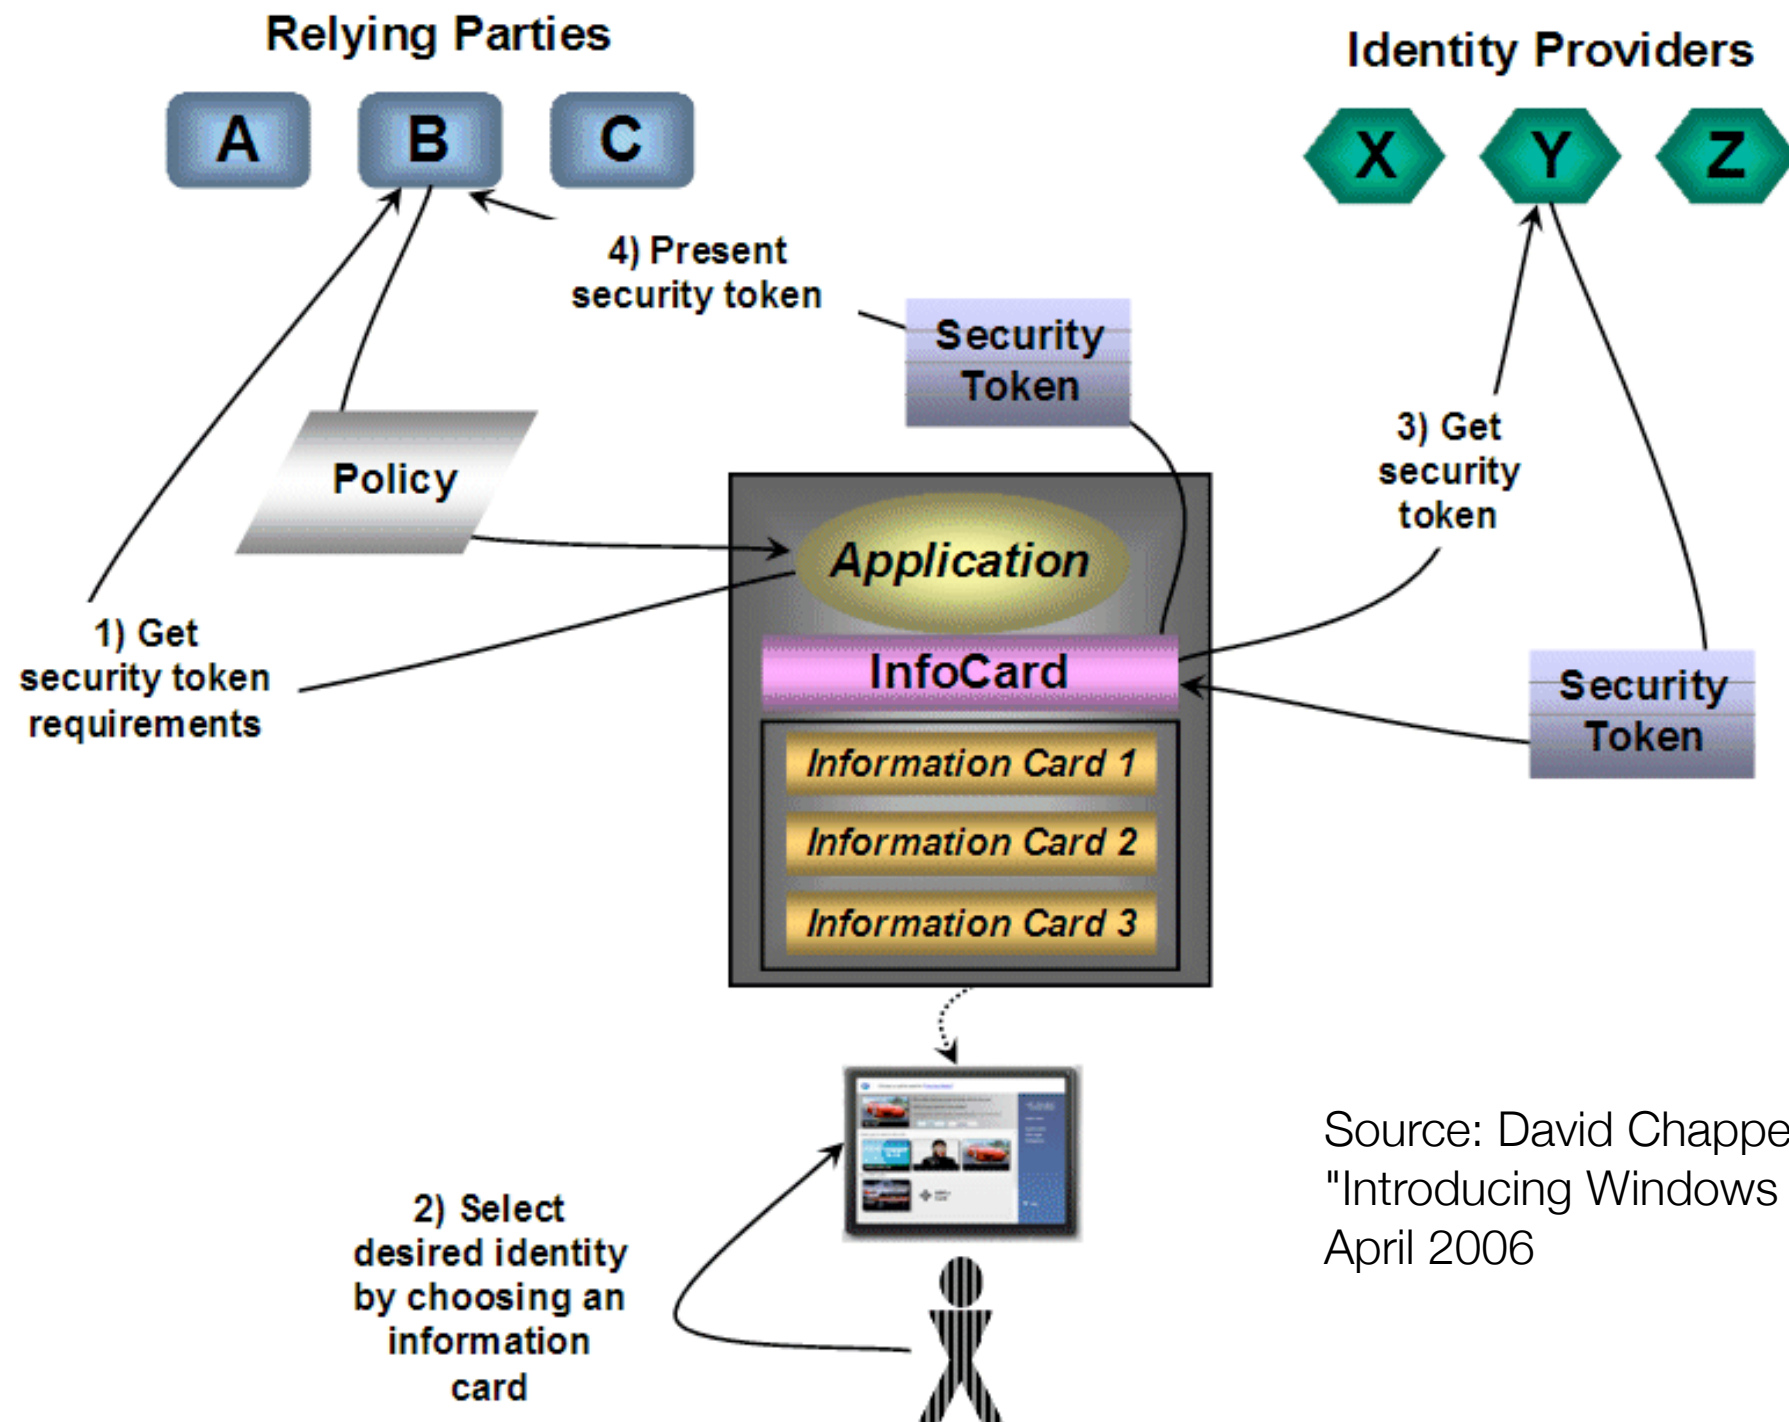 Relying Parties
Identity Providers
A
B
C
X
Y
Z
4) Present
security token
Security
Token
3) Get
security
token
Policy
Application
1) Get
security token
requirements
InfoCard
Security
Token
Information Card 1
Information Card 2
Information Card 3
2) Select
desired identity
by choosing an
information
card
Source: David Chappe
"Introducing Windows
April 2006